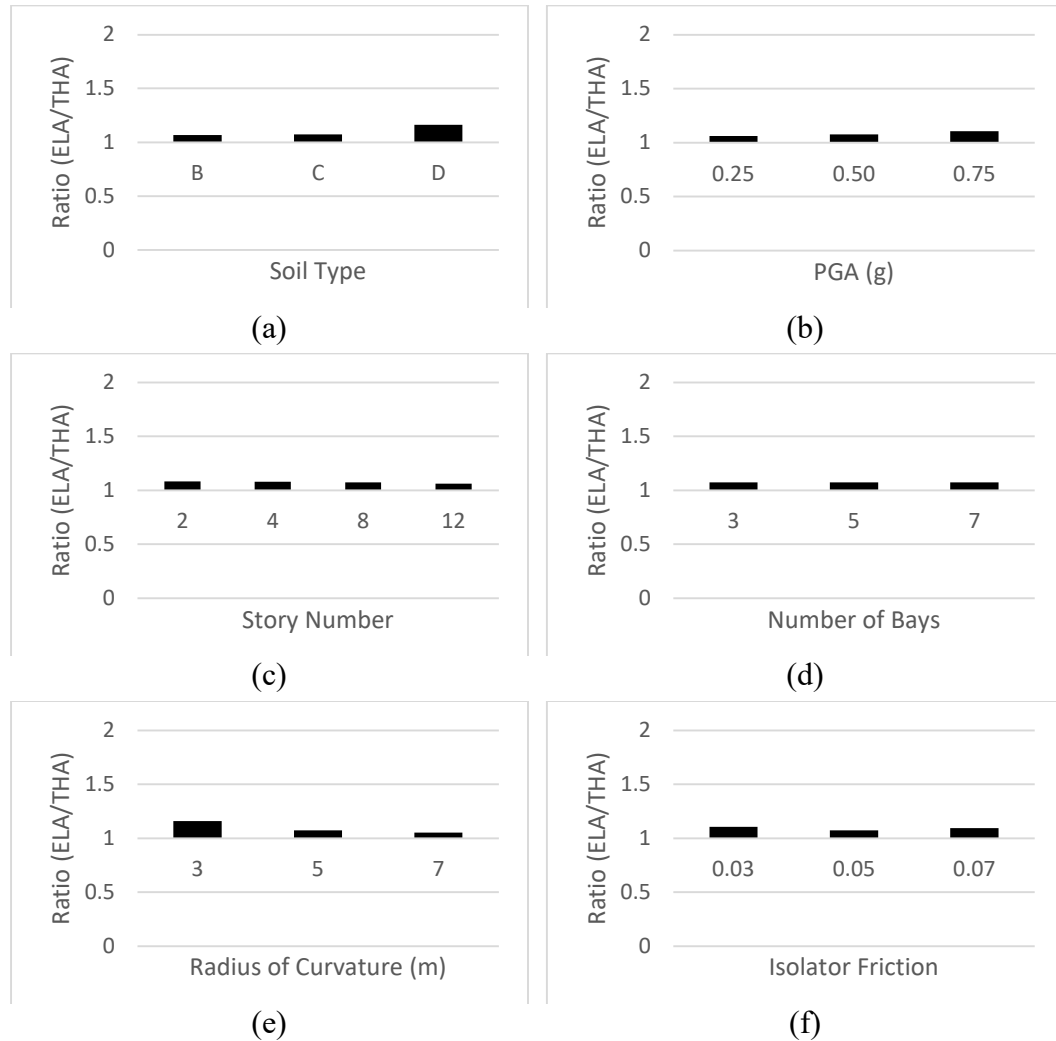 2
1.5
1
0.5
0
Ratio (ELA/THA)
B C D
Soil Type
(a)
2
1.5
1
0.5
0
Ratio (ELA/THA)
0.25 0.50 0.75
PGA (g)
(b)
2
1.5
1
0.5
0
Ratio (ELA/THA)
2 4 8 12
Story Number
(c)
2
1.5
1
0.5
0
Ratio (ELA/THA)
3 5 7
Number of Bays
(d)
2
1.5
1
0.5
0
Ratio (ELA/THA)
3 5 7
Radius of Curvature (m)
(e)
2
1.5
1
0.5
0
Ratio (ELA/THA)
0.03 0.05 0.07
Isolator Friction
(f)